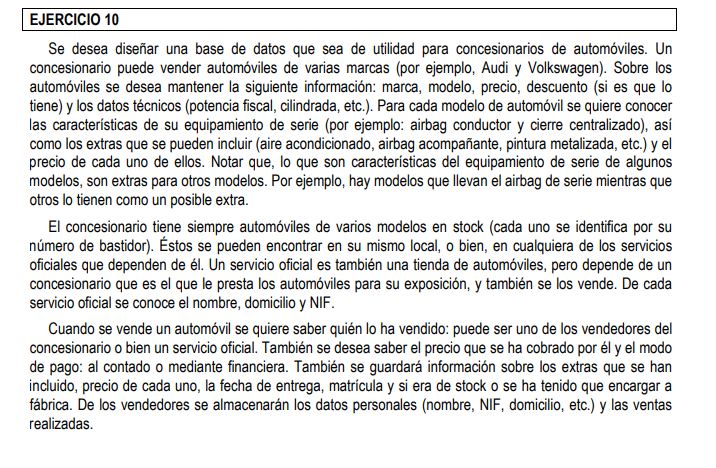 EJERCICIO 10
Se desea diseñar una base de datos que sea de utilidad para concesionarios de automóviles. Un
concesionario puede vender automóviles de varias marcas (por ejemplo, Audi y Volkswagen). Sobre los
automóviles se desea mantener la siguiente información: marca, modelo, precio, descuento (si es que lo
tiene) y los datos técnicos (potencia fiscal, cilindrada, etc.). Para cada modelo de automóvil se quiere conocer
las características de su equipamiento de serie (por ejemplo: airbag conductor y cierre centralizado), así
como los extras que se pueden incluir (aire acondicionado, airbag acompañante, pintura metalizada, etc.) y el
precio de cada uno de ellos. Notar que, lo que son características del equipamiento de serie de algunos
modelos, son extras para otros modelos. Por ejemplo, hay modelos que llevan el airbag de serie mientras que
otros lo tienen como un posible extra.
El concesionario tiene siempre automóviles de varios modelos en stock (cada uno se identifica por su
número de bastidor). Éstos se pueden encontrar en su mismo local, o bien, en cualquiera de los servicios
oficiales que dependen de él. Un servicio oficial es también una tienda de automóviles, pero depende de un
concesionario que es el que le presta los automóviles para su exposición, y también se los vende. De cada
servicio oficial se conoce el nombre, domicilio y NIF.
Cuando se vende un automóvil se quiere saber quién lo ha vendido: puede ser uno de los vendedores del
concesionario o bien un servicio oficial. También se desea saber el precio que se ha cobrado por él y el modo
de pago: al contado o mediante financiera. También se guardará información sobre los extras que se han
incluido, precio de cada uno, la fecha de entrega, matrícula y si era de stock o se ha tenido que encargar a
fábrica. De los vendedores se almacenarán los datos personales (nombre, NIF, domicilio, etc.) y las ventas
realizadas.